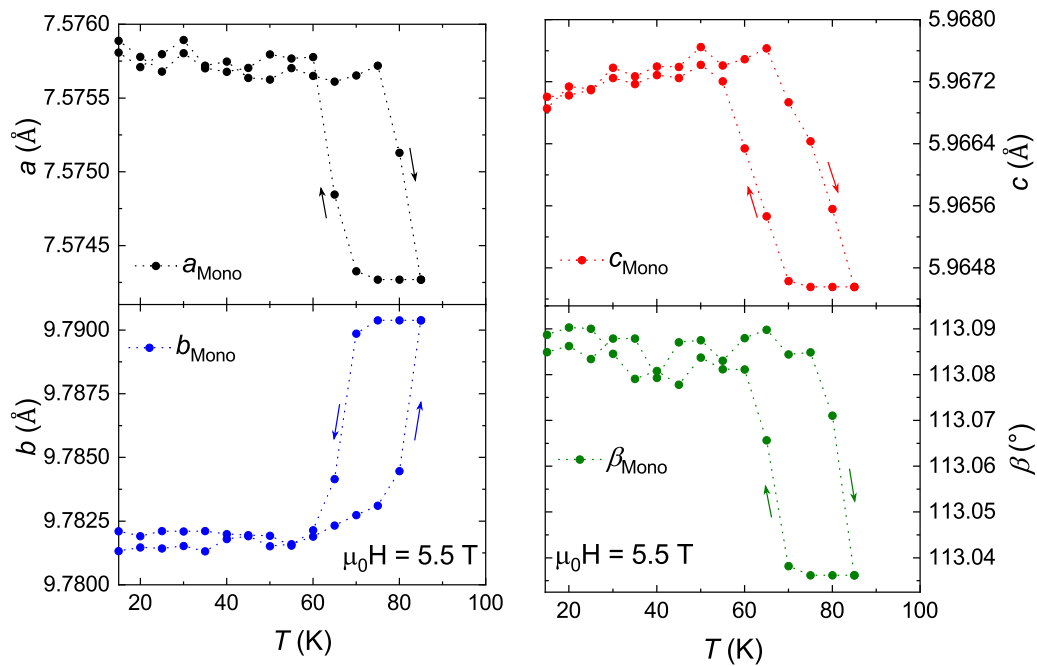 7.5760
7.5755
7.5750
7.5745
a (Å)
a_Mono
9.7900
9.7875
9.7850
9.7825
9.7800
b (Å)
b_Mono
μ₀H = 5.5 T
20 40 60 80 100
T (K)
5.9680
5.9672
5.9664
5.9656
5.9648
c (Å)
c_Mono
113.09
113.08
113.07
113.06
113.05
113.04
β (°)
β_Mono
μ₀H = 5.5 T
20 40 60 80 100
T (K)